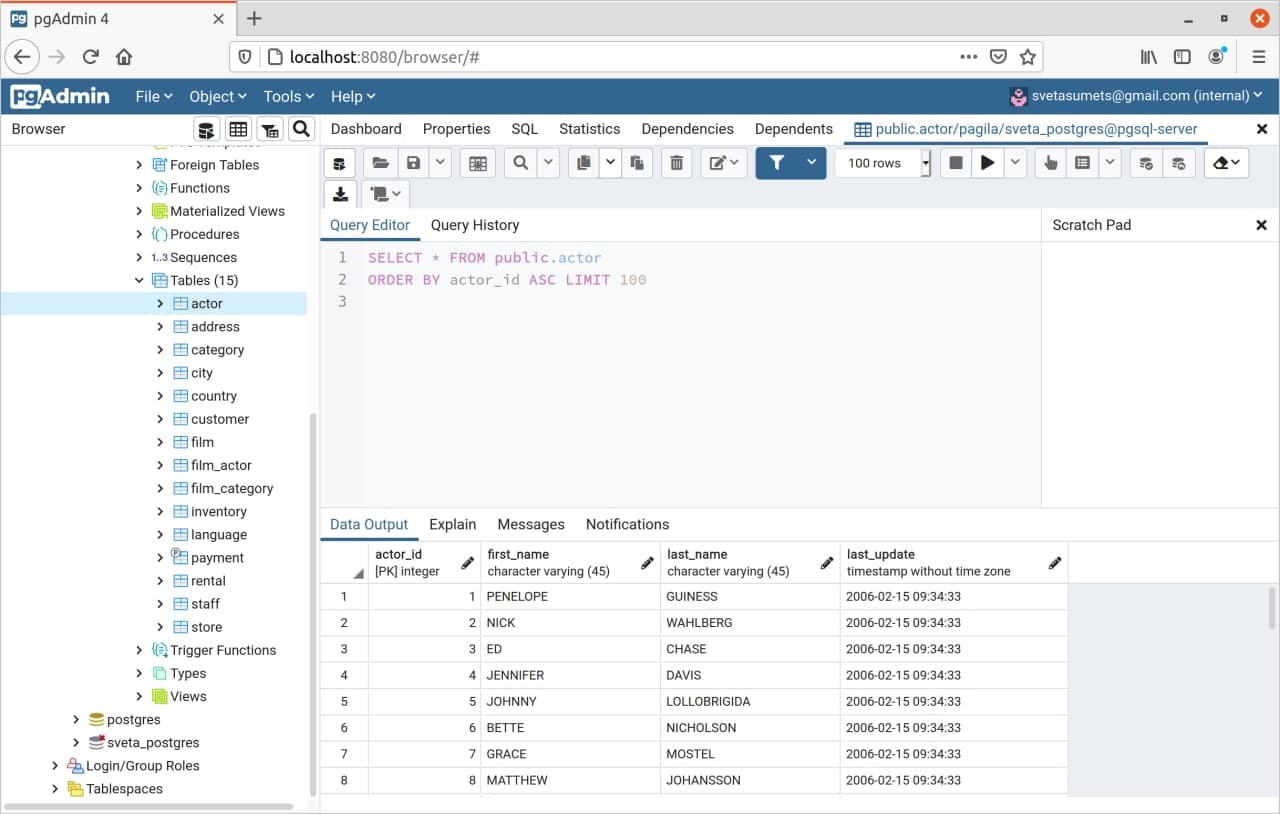 pgAdmin 4
localhost:8080/browser/#
pgAdmin File Object Tools Help svetasumets@gmail.com (internal)
Browser
Dashboard Properties SQL Statistics Dependencies Dependents public.actor/pagila/sveta_postgres@pgsql-server
100 rows
Foreign Tables
Functions
Materialized Views
Procedures
1..3 Sequences
Tables (15)
actor
address
category
city
country
customer
film
film_actor
film_category
inventory
language
payment
rental
staff
store
Trigger Functions
Types
Views
postgres
sveta_postgres
Login/Group Roles
Tablespaces
Query Editor Query History
Scratch Pad
1 SELECT * FROM public.actor
2 ORDER BY actor_id ASC LIMIT 100
3
Data Output Explain Messages Notifications
actor_id first_name last_name last_update
[PK] integer character varying (45) character varying (45) timestamp without time zone
1 1 PENELOPE GUINESS 2006-02-15 09:34:33
2 2 NICK WAHLBERG 2006-02-15 09:34:33
3 3 ED CHASE 2006-02-15 09:34:33
4 4 JENNIFER DAVIS 2006-02-15 09:34:33
5 5 JOHNNY LOLLOBRIGIDA 2006-02-15 09:34:33
6 6 BETTE NICHOLSON 2006-02-15 09:34:33
7 7 GRACE MOSTEL 2006-02-15 09:34:33
8 8 MATTHEW JOHANSSON 2006-02-15 09:34:33